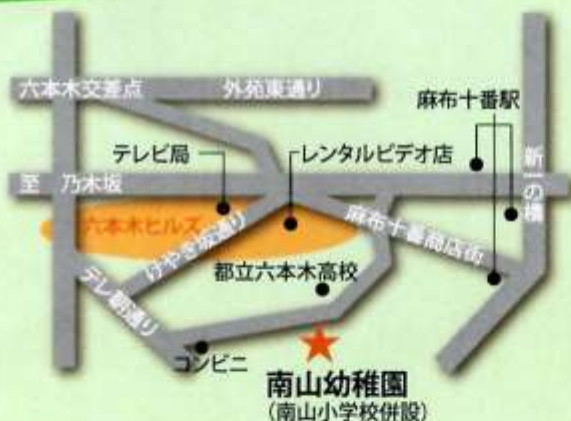 六本木交差点
外苑東通り
麻布十番駅
テレビ局
レンタルビデオ店
新一の橋
至 乃木坂
六本木ヒルズ
けやき坂通り
麻布十番商店街
都立六本木高校
テレ朝通り
コンビニ
南山幼稚園
(南山小学校併設)